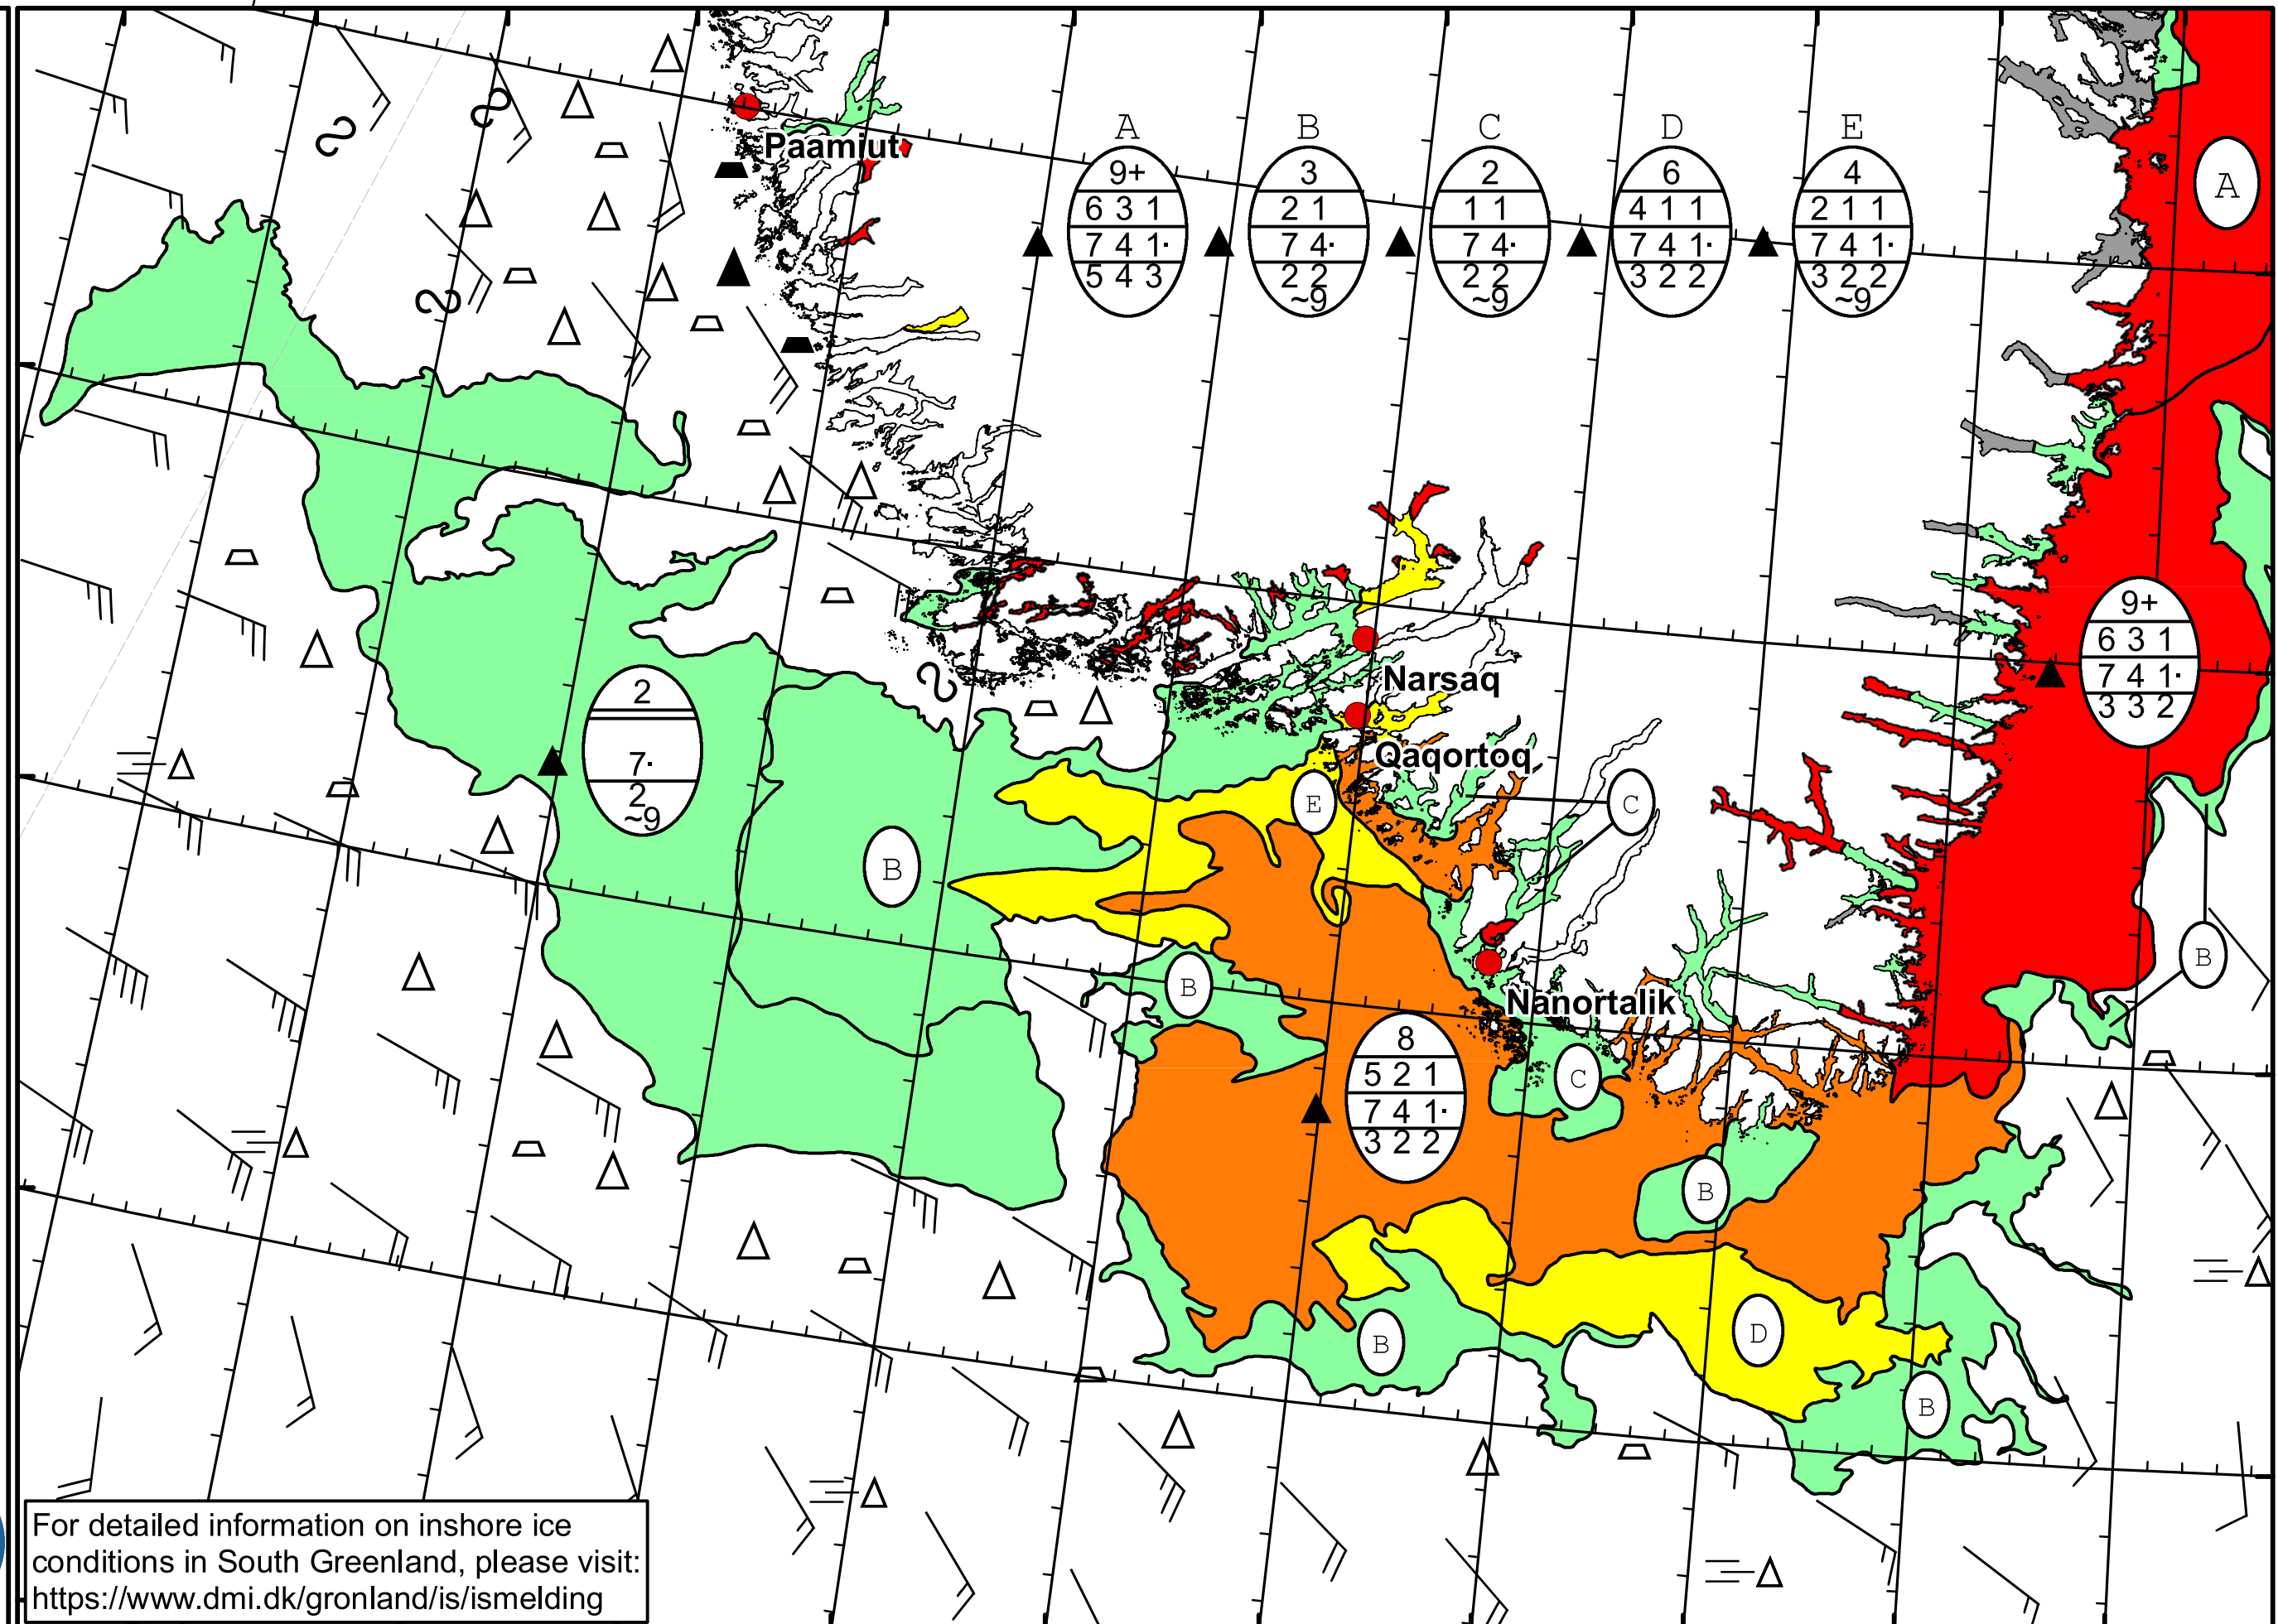 Paamiut
A B C D E
9+ 3 2 6 4
6 3 1 2 1 1 1 4 1 1 2 1 1
7 4 1· 7 4· 7 4· 7 4 1· 7 4 1·
5 4 3 2 2 2 2 3 2 2 3 2 2
~9 ~9 ~9
A
9+
6 3 1
7 4 1·
3 3 2
Narsaq
2
7·
2
~9
Qaqortoq
E
C
B
B
B
Nanortalik
8
5 2 1
7 4 1·
3 2 2
C
B
D
B
B
For detailed information on inshore ice
conditions in South Greenland, please visit:
https://www.dmi.dk/gronland/is/ismelding